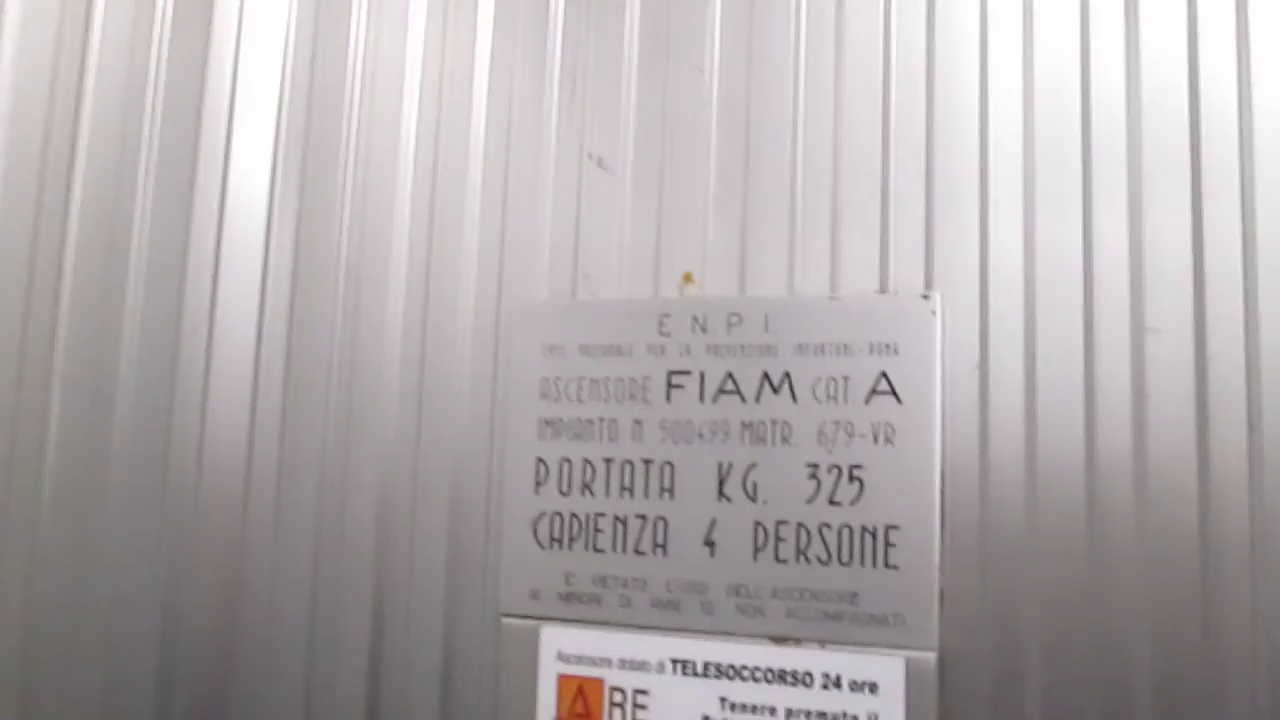 E.N.P.I.
ENTE NAZIONALE PER LA PREVENZIONE INFORTUNI-ROMA
ASCENSORE FIAM CAT. A
IMPIANTO N. 500499 MATR. 679-VR
PORTATA KG. 325
CAPIENZA 4 PERSONE
E' VIETATO L'USO DELL'ASCENSORE
AI MINORI DI ANNI 12 NON ACCOMPAGNATI
Ascensore dotato di TELESOCCORSO 24 ore
Tenere premuto il